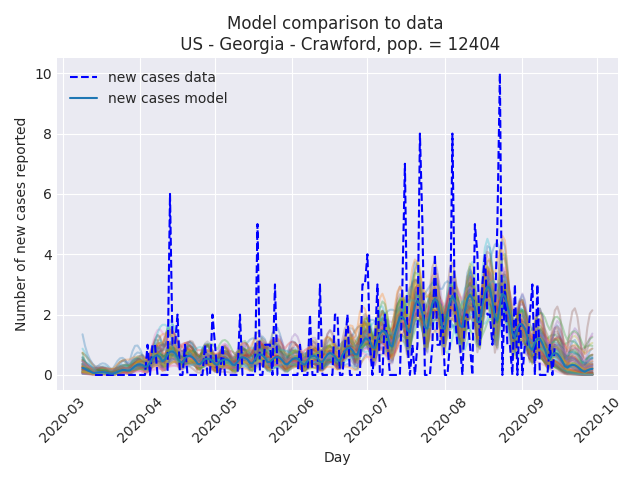 Model comparison to data
US - Georgia - Crawford, pop. = 12404
new cases data
new cases model
Number of new cases reported
10
8
6
4
2
0
2020-03
2020-04
2020-05
2020-06
2020-07
2020-08
2020-09
2020-10
Day